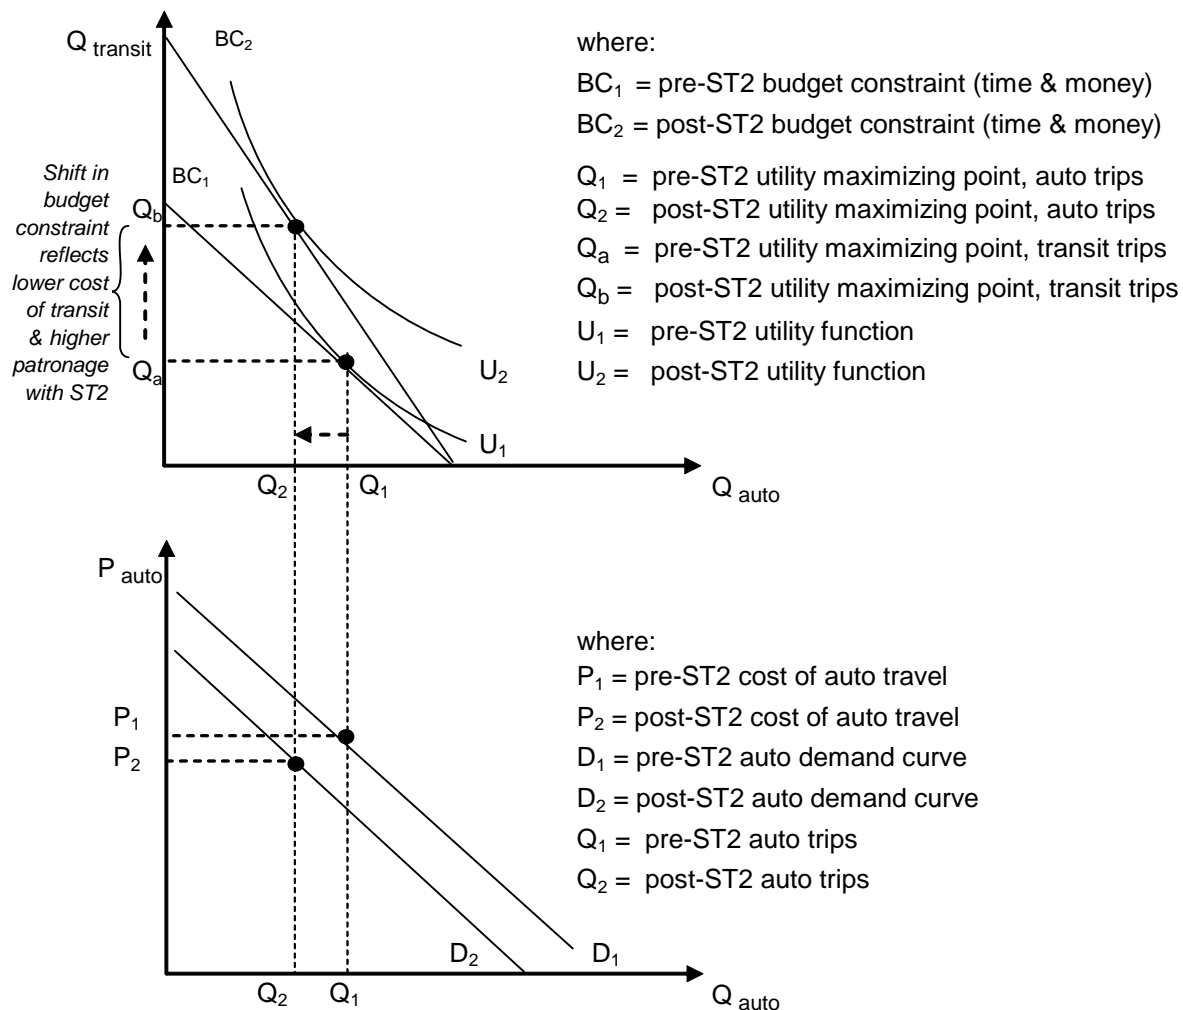 Q transit
BC₂
where:
BC₁ = pre-ST2 budget constraint (time & money)
BC₂ = post-ST2 budget constraint (time & money)
Shift in
budget
constraint
reflects
lower cost
of transit
& higher
patronage
with ST2
BC₁
Q_b
Q_a
Q₁ = pre-ST2 utility maximizing point, auto trips
Q₂ = post-ST2 utility maximizing point, auto trips
Qₐ = pre-ST2 utility maximizing point, transit trips
Q_b = post-ST2 utility maximizing point, transit trips
U₁ = pre-ST2 utility function
U₂ = post-ST2 utility function
U₂
U₁
Q₂
Q₁
Q auto
P auto
P₁
P₂
where:
P₁ = pre-ST2 cost of auto travel
P₂ = post-ST2 cost of auto travel
D₁ = pre-ST2 auto demand curve
D₂ = post-ST2 auto demand curve
Q₁ = pre-ST2 auto trips
Q₂ = post-ST2 auto trips
D₂
D₁
Q₂
Q₁
Q auto